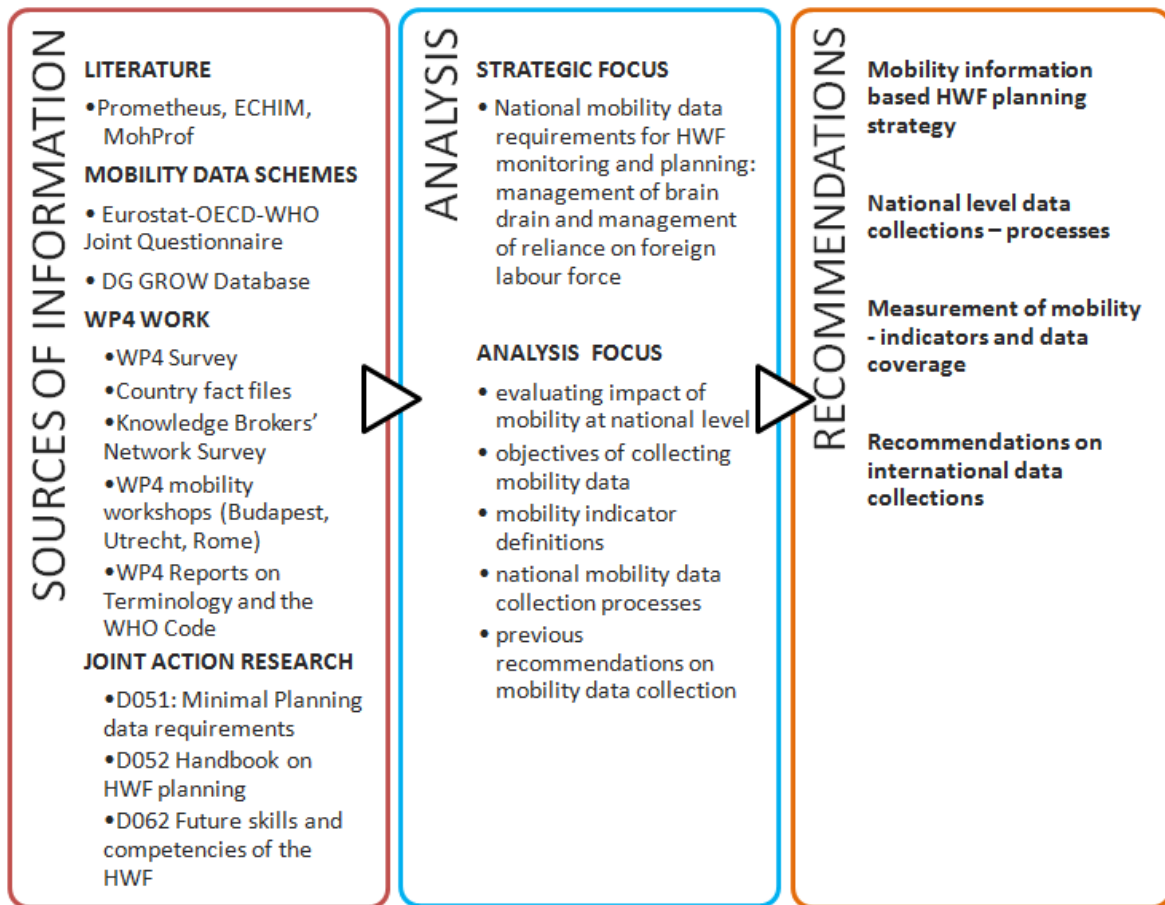 SOURCES OF INFORMATION
LITERATURE
•Prometheus, ECHIM,
MohProf
MOBILITY DATA SCHEMES
• Eurostat-OECD-WHO
Joint Questionnaire
• DG GROW Database
WP4 WORK
•WP4 Survey
•Country fact files
•Knowledge Brokers’
Network Survey
•WP4 mobility
workshops (Budapest,
Utrecht, Rome)
•WP4 Reports on
Terminology and the
WHO Code
JOINT ACTION RESEARCH
•D051: Minimal Planning
data requirements
•D052 Handbook on
HWF planning
•D062 Future skills and
competencies of the
HWF
ANALYSIS
STRATEGIC FOCUS
• National mobility data
requirements for HWF
monitoring and planning:
management of brain
drain and management
of reliance on foreign
labour force
ANALYSIS FOCUS
• evaluating impact of
mobility at national level
• objectives of collecting
mobility data
• mobility indicator
definitions
• national mobility data
collection processes
• previous
recommendations on
mobility data collection
RECOMMENDATIONS
Mobility information
based HWF planning
strategy
National level data
collections – processes
Measurement of mobility
- indicators and data
coverage
Recommendations on
international data
collections